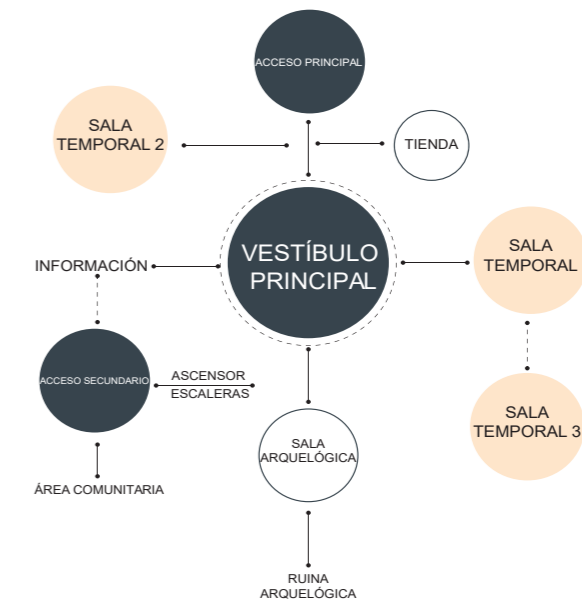 ACCESO PRINCIPAL
SALA
TEMPORAL 2
TIENDA
VESTÍBULO
PRINCIPAL
SALA
TEMPORAL
INFORMACIÓN
ACCESO SECUNDARIO
ASCENSOR
ESCALERAS
SALA
TEMPORAL 3
SALA
ARQUELÓGICA
ÁREA COMUNITARIA
RUINA
ARQUELÓGICA